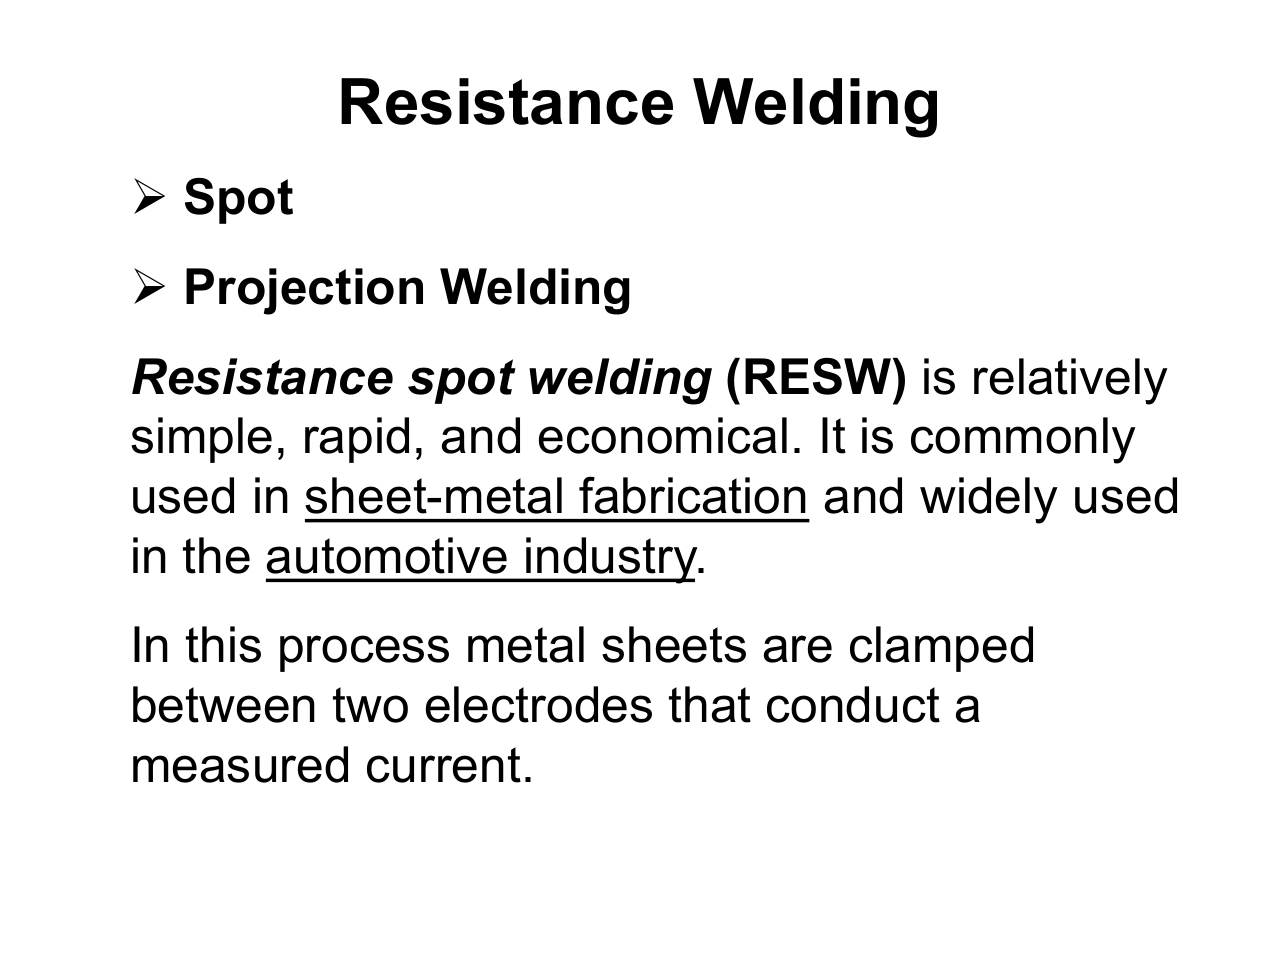 Resistance Welding
➢ Spot
➢ Projection Welding
Resistance spot welding (RESW) is relatively
simple, rapid, and economical. It is commonly
used in sheet-metal fabrication and widely used
in the automotive industry.
In this process metal sheets are clamped
between two electrodes that conduct a
measured current.